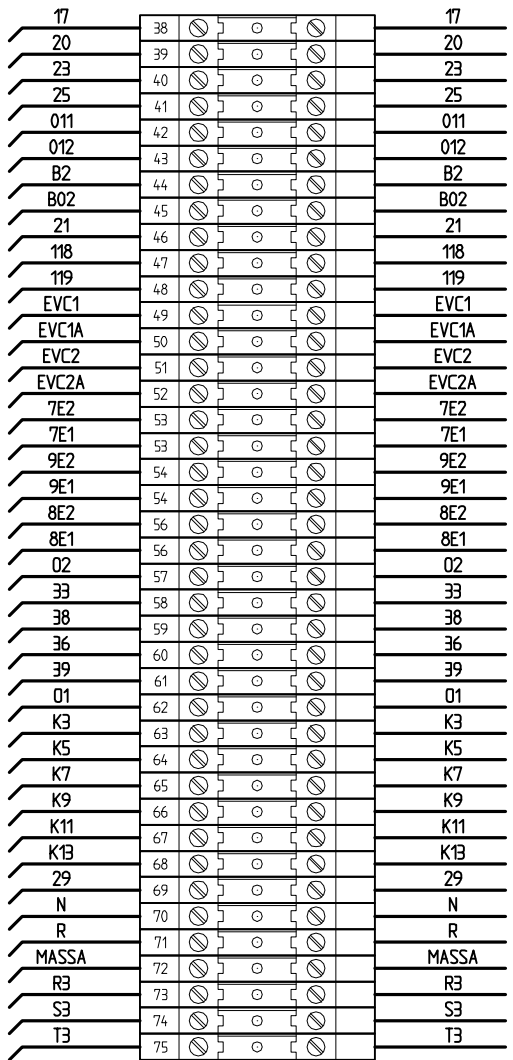 17 38 17
20 39 20
23 40 23
25 41 25
011 42 011
012 43 012
B2 44 B2
B02 45 B02
21 46 21
118 47 118
119 48 119
EVC1 49 EVC1
EVC1A 50 EVC1A
EVC2 51 EVC2
EVC2A 52 EVC2A
7E2 53 7E2
7E1 53 7E1
9E2 54 9E2
9E1 54 9E1
8E2 56 8E2
8E1 56 8E1
02 57 02
33 58 33
38 59 38
36 60 36
39 61 39
01 62 01
K3 63 K3
K5 64 K5
K7 65 K7
K9 66 K9
K11 67 K11
K13 68 K13
29 69 29
N 70 N
R 71 R
MASSA 72 MASSA
R3 73 R3
S3 74 S3
T3 75 T3